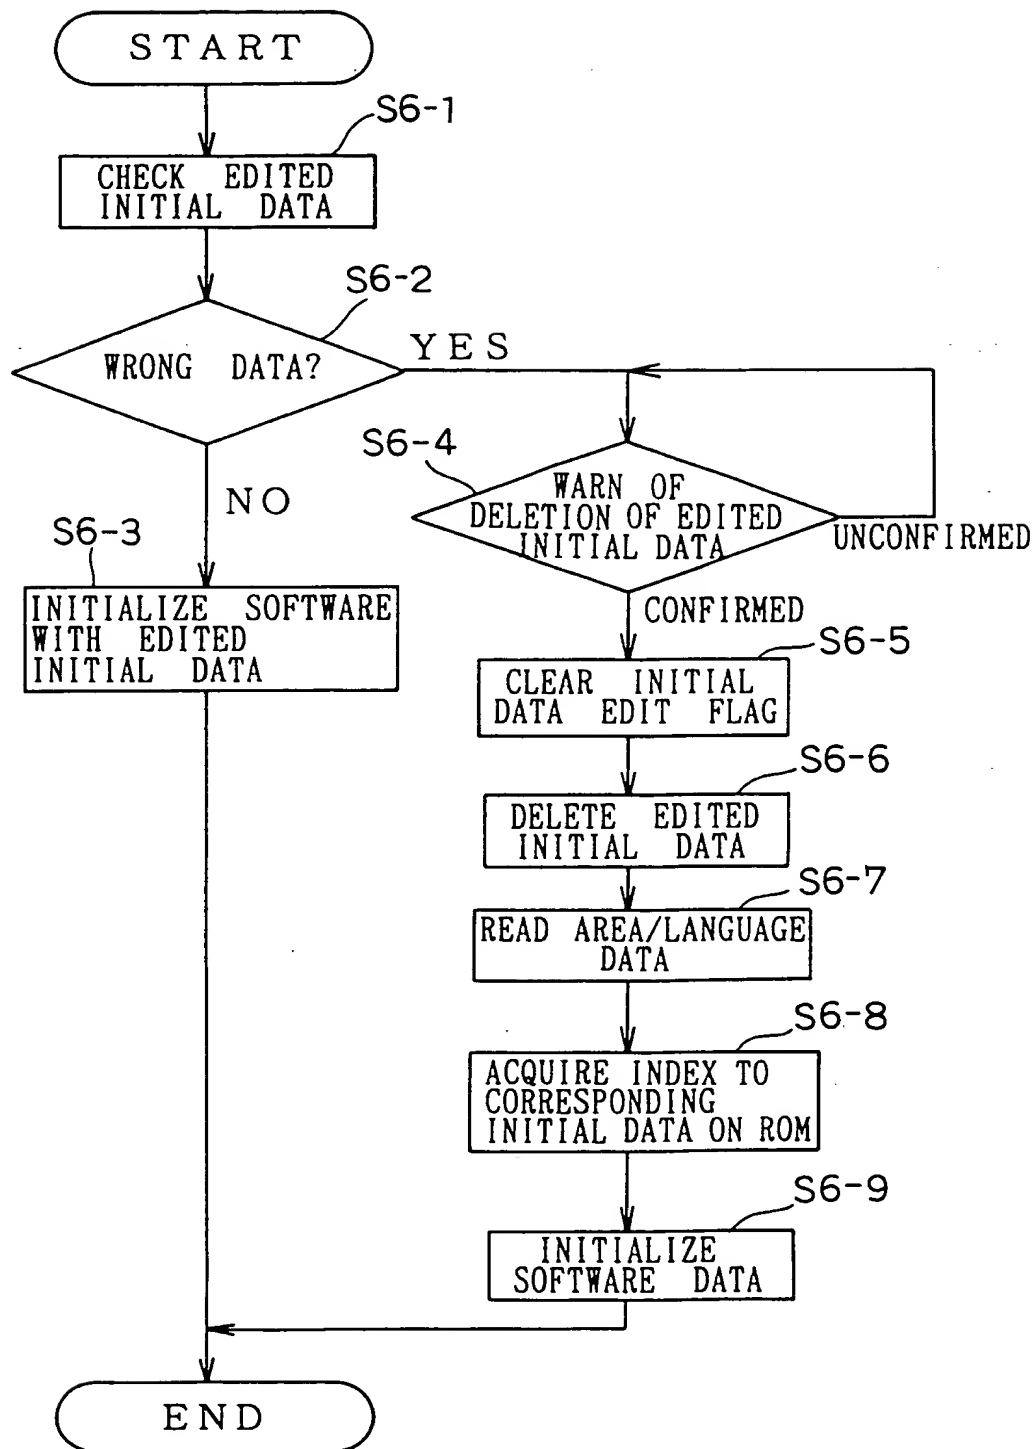 START
S6-1
CHECK EDITED
INITIAL DATA
S6-2
WRONG DATA?
YES
NO
S6-3
INITIALIZE SOFTWARE
WITH EDITED
INITIAL DATA
S6-4
WARN OF
DELETION OF EDITED
INITIAL DATA
UNCONFIRMED
CONFIRMED
S6-5
CLEAR INITIAL
DATA EDIT FLAG
S6-6
DELETE EDITED
INITIAL DATA
S6-7
READ AREA/LANGUAGE
DATA
S6-8
ACQUIRE INDEX TO
CORRESPONDING
INITIAL DATA ON ROM
S6-9
INITIALIZE
SOFTWARE DATA
END